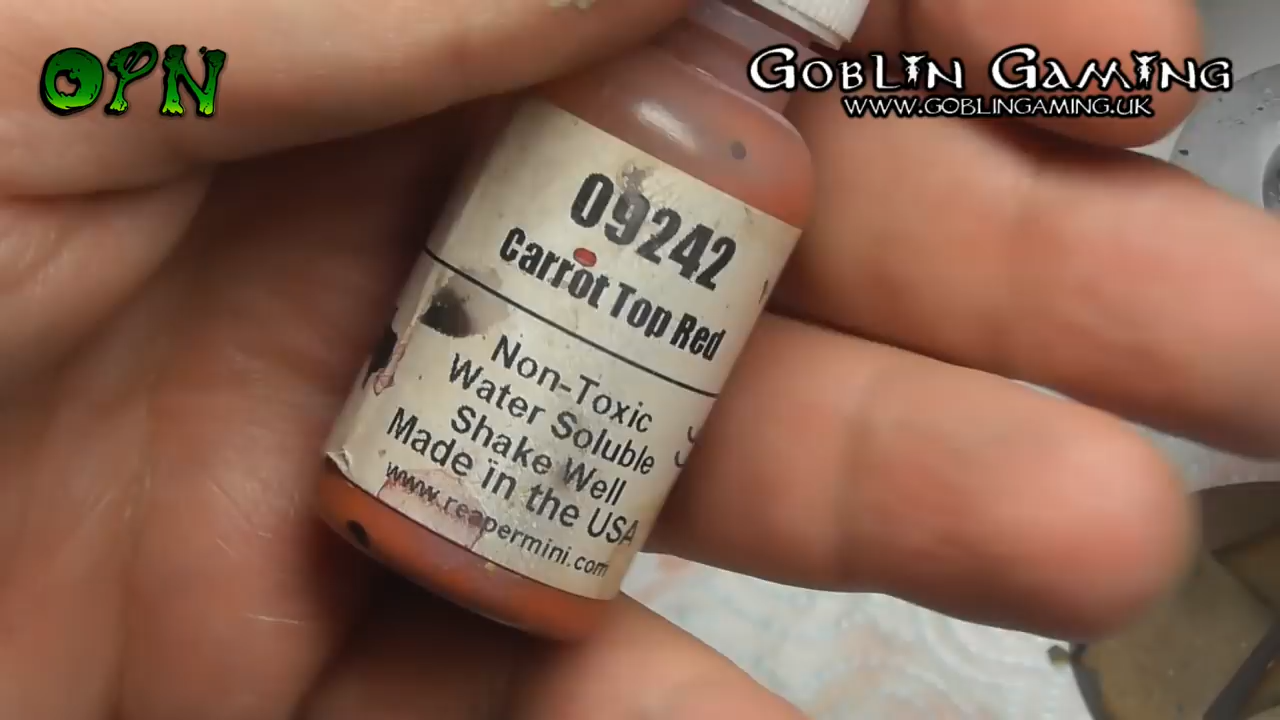 OPN
Goblin Gaming
www.goblingaming.uk
09242
Carrot Top Red
Non-Toxic
Water Soluble
Shake Well
Made in the USA
www.reapermini.com